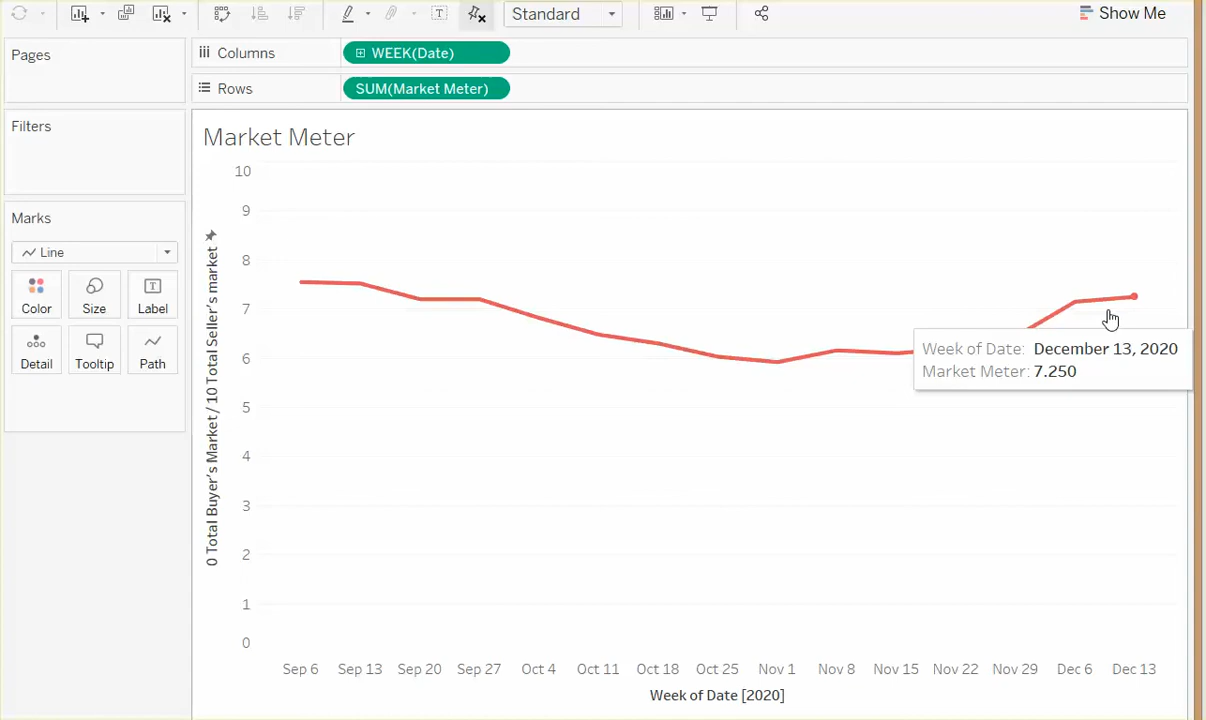 Standard
Show Me
Pages
Columns
WEEK(Date)
Rows
SUM(Market Meter)
Filters
Marks
Line
Color
Size
Label
Detail
Tooltip
Path
Market Meter
0 Total Buyer's Market / 10 Total Seller's market
10
9
8
7
6
5
4
3
2
1
0
Week of Date: December 13, 2020
Market Meter: 7.250
Sep 6 Sep 13 Sep 20 Sep 27 Oct 4 Oct 11 Oct 18 Oct 25 Nov 1 Nov 8 Nov 15 Nov 22 Nov 29 Dec 6 Dec 13
Week of Date [2020]